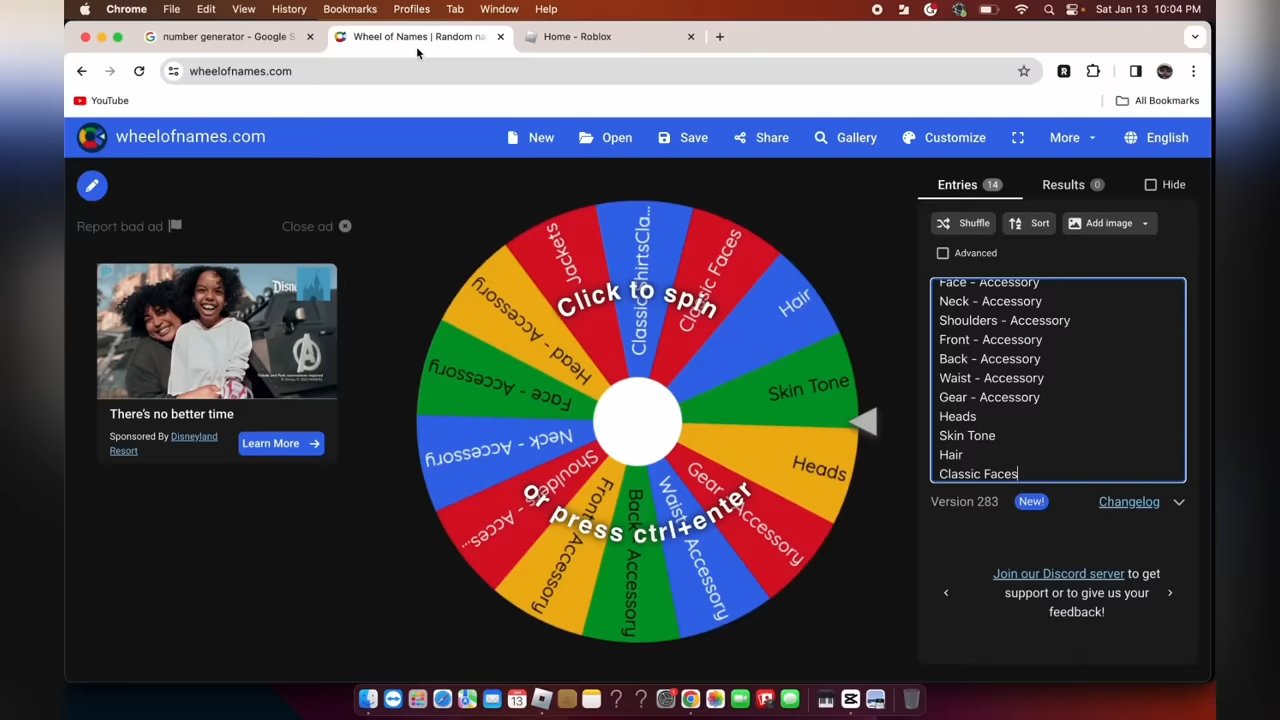 Chrome File Edit View History Bookmarks Profiles Tab Window Help Sat Jan 13 10:04 PM
number generator - Google S
Wheel of Names | Random na
Home - Roblox
wheelofnames.com
YouTube
All Bookmarks
wheelofnames.com
New Open Save Share Gallery Customize More English
Report bad ad
Close ad
Disne
There's no better time
Sponsored By Disneyland
Resort
Learn More
Jackets
Classic ShirtsCla...
Classic Faces
Hair
Skin Tone
Heads
Gear - Accessory
Waist - Accessory
Back - Accessory
Front - Accessory
Shoulders - Acces...
Neck - Accessory
Face - Accessory
Head - Accessory
Click to spin
or press ctrl+enter
Entries 14
Results 0
Hide
Shuffle
Sort
Add image
Advanced
Face - Accessory
Neck - Accessory
Shoulders - Accessory
Front - Accessory
Back - Accessory
Waist - Accessory
Gear - Accessory
Heads
Skin Tone
Hair
Classic Faces
Version 283 New! Changelog
Join our Discord server to get
support or to give us your
feedback!